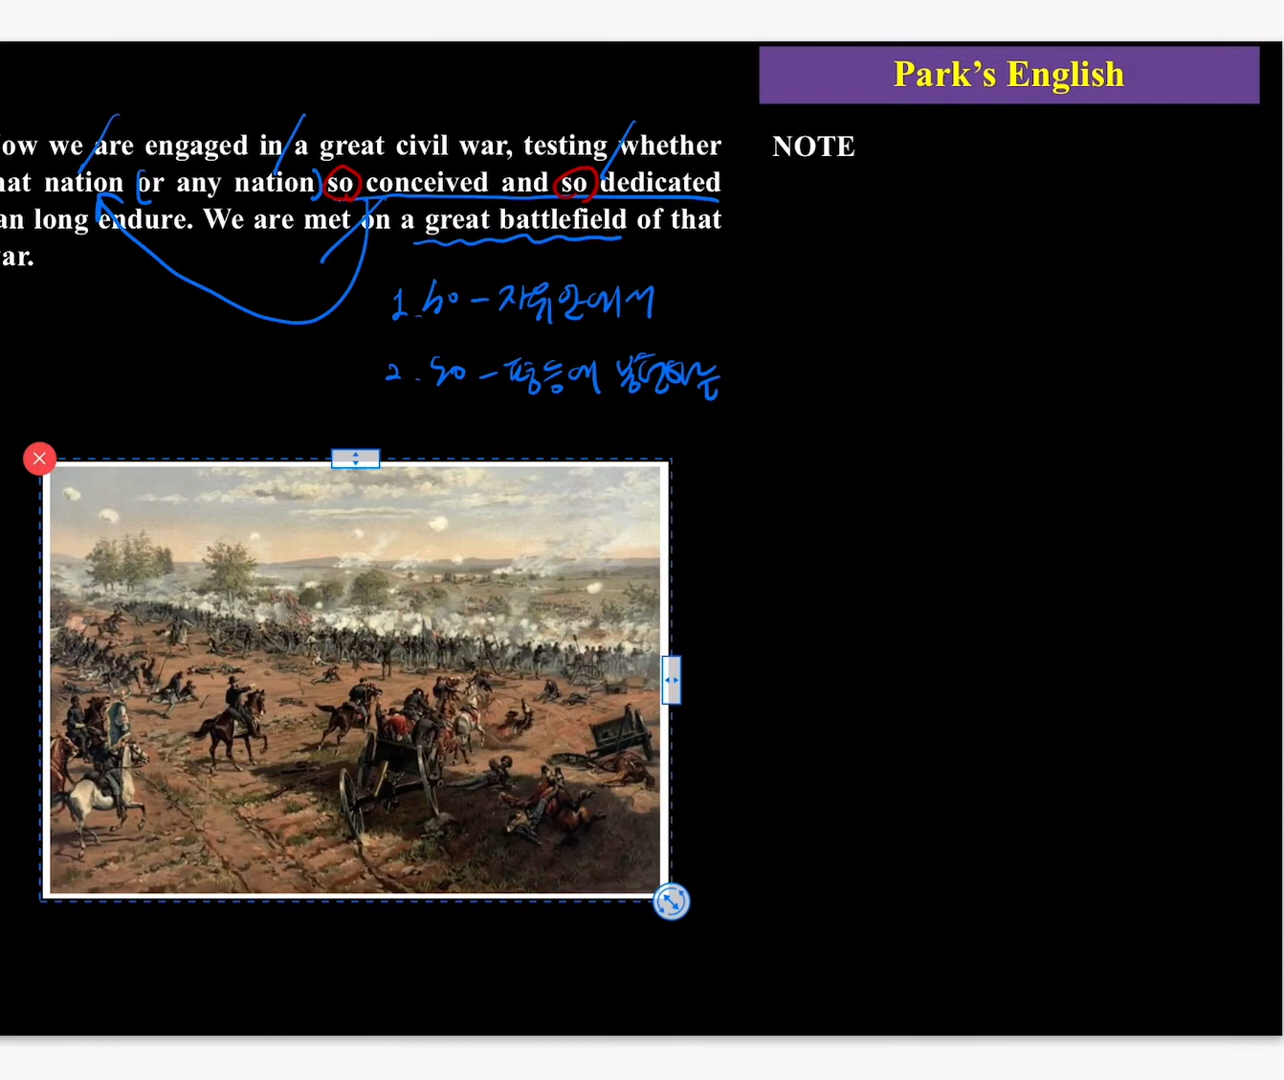 Park's English
ow we are engaged in a great civil war, testing whether
hat nation or any nation so conceived and so dedicated
an long endure. We are met on a great battlefield of that
ar.
NOTE
1. so - 자유 안에서
2. so - 평등에 봉헌하는